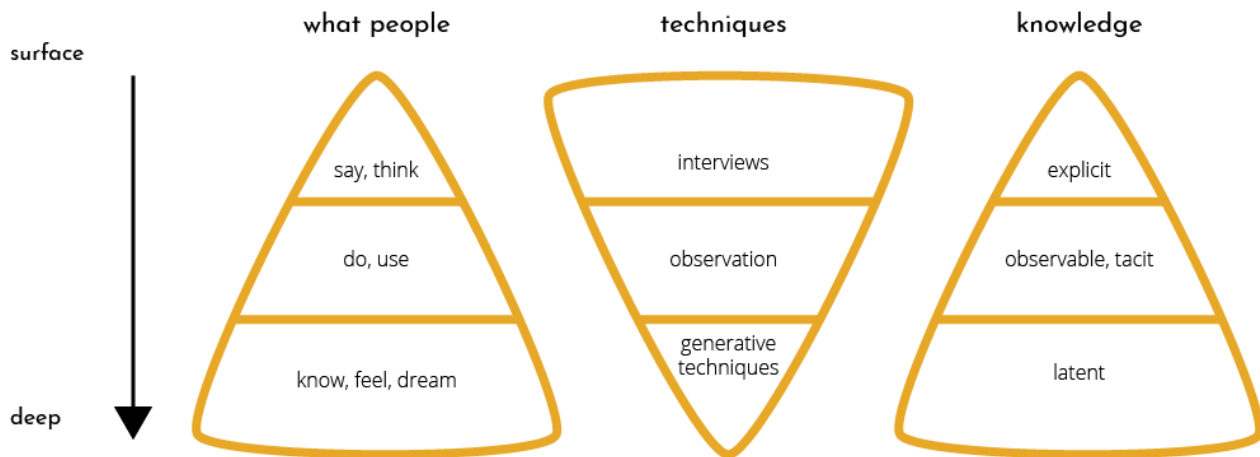 what people
techniques
knowledge
surface
say, think
interviews
explicit
do, use
observation
observable, tacit
know, feel, dream
generative
techniques
latent
deep